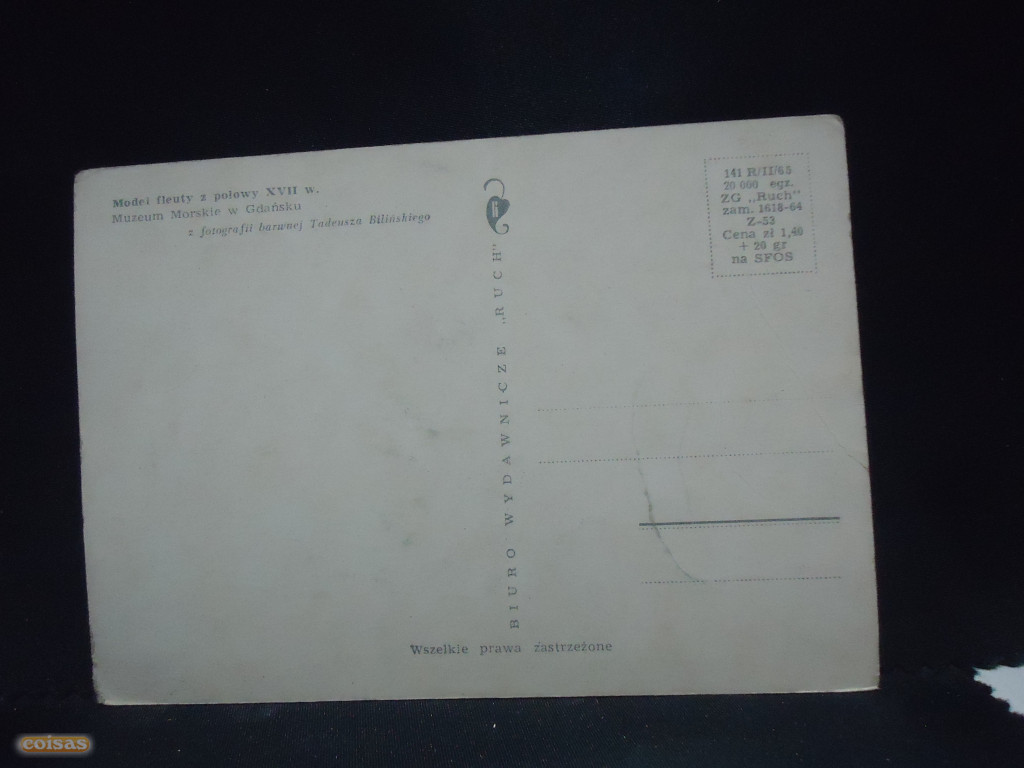 Model fleuty z połowy XVII w.
Muzeum Morskie w Gdańsku
z fotografii barwnej Tadeusza Bilińskiego
BIURO WYDAWNICZE „RUCH"
141 R/II/65
20 000 egz.
ZG „Ruch"
zam. 1618-64
Z-53
Cena zł 1,40
+ 20 gr
na SFOS
Wszelkie prawa zastrzeżone
coisas